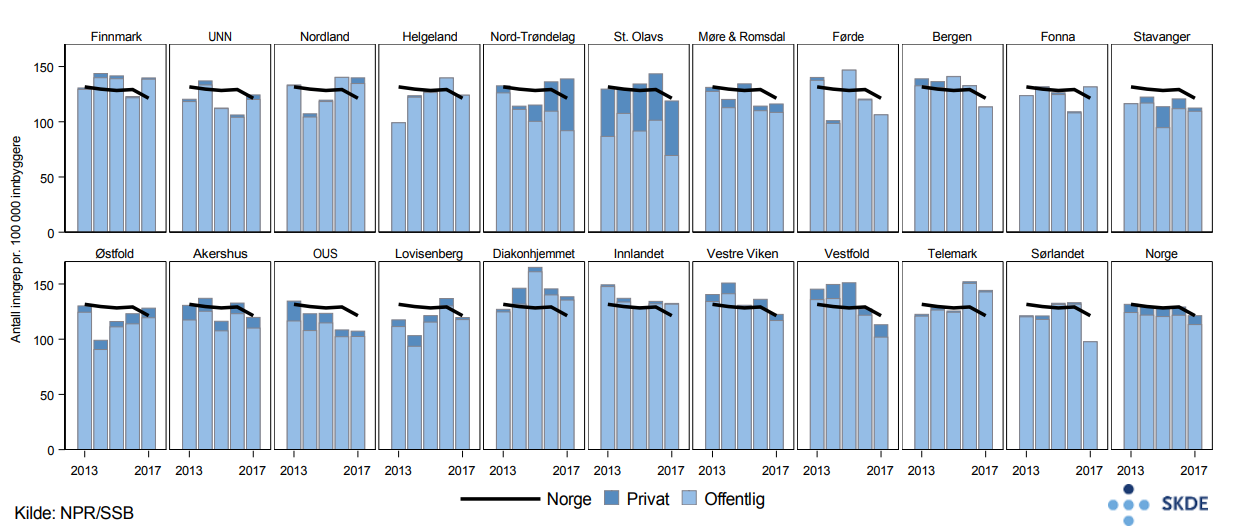 Finnmark UNN Nordland Helgeland Nord-Trøndelag St. Olavs Møre & Romsdal Førde Bergen Fonna Stavanger
150
100
50
0
Antall inngrep pr. 100 000 innbyggere
Østfold Akershus OUS Lovisenberg Diakonhjemmet Innlandet Vestre Viken Vestfold Telemark Sørlandet Norge
150
100
50
0
2013 2017 2013 2017 2013 2017 2013 2017 2013 2017 2013 2017 2013 2017 2013 2017 2013 2017 2013 2017 2013 2017
Norge Privat Offentlig
Kilde: NPR/SSB
SKDE